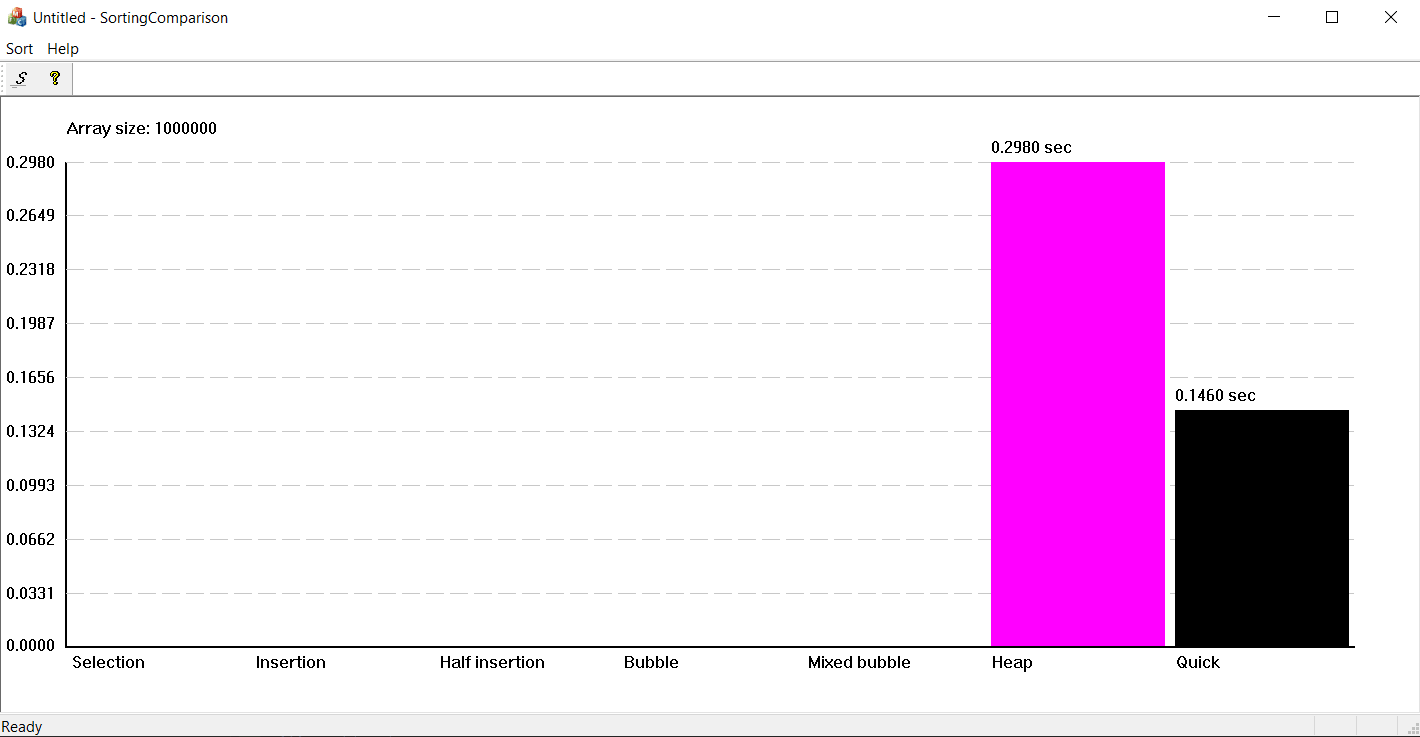 Untitled - SortingComparison
Sort Help
S ?
Array size: 1000000
0.2980 sec
0.2980
0.2649
0.2318
0.1987
0.1656
0.1460 sec
0.1324
0.0993
0.0662
0.0331
0.0000
Selection Insertion Half insertion Bubble Mixed bubble Heap Quick
Ready